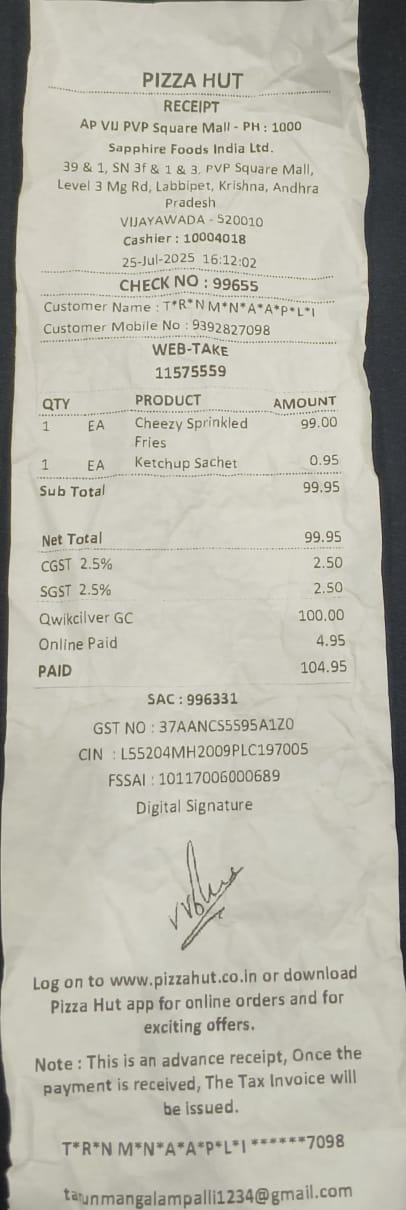 PIZZA HUT
RECEIPT
AP VIJ PVP Square Mall - PH : 1000
Sapphire Foods India Ltd.
39 & 1, SN 3f & 1 & 3, PVP Square Mall,
Level 3 Mg Rd, Labbipet, Krishna, Andhra
Pradesh
VIJAYAWADA - 520010
Cashier : 10004018
25-Jul-2025 16:12:02
CHECK NO : 99655
Customer Name : T*R*N M*N*A*A*P*L*I
Customer Mobile No : 9392827098
WEB-TAKE
11575559
QTY PRODUCT AMOUNT
1 EA Cheezy Sprinkled 99.00
Fries
1 EA Ketchup Sachet 0.95
Sub Total 99.95
Net Total 99.95
CGST 2.5% 2.50
SGST 2.5% 2.50
Qwikcilver GC 100.00
Online Paid 4.95
PAID 104.95
SAC : 996331
GST NO : 37AANCS5595A1Z0
CIN : L55204MH2009PLC197005
FSSAI : 10117006000689
Digital Signature
Log on to www.pizzahut.co.in or download
Pizza Hut app for online orders and for
exciting offers.
Note : This is an advance receipt, Once the
payment is received, The Tax Invoice will
be issued.
T*R*N M*N*A*A*P*L*I ******7098
tarunmangalampalli1234@gmail.com